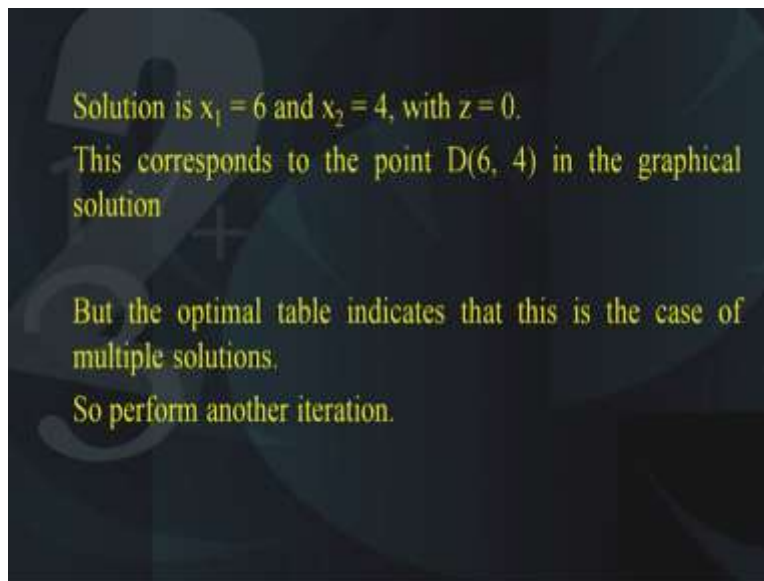 Solution is x₁ = 6 and x₂ = 4, with z = 0.
This corresponds to the point D(6, 4) in the graphical
solution
But the optimal table indicates that this is the case of
multiple solutions.
So perform another iteration.